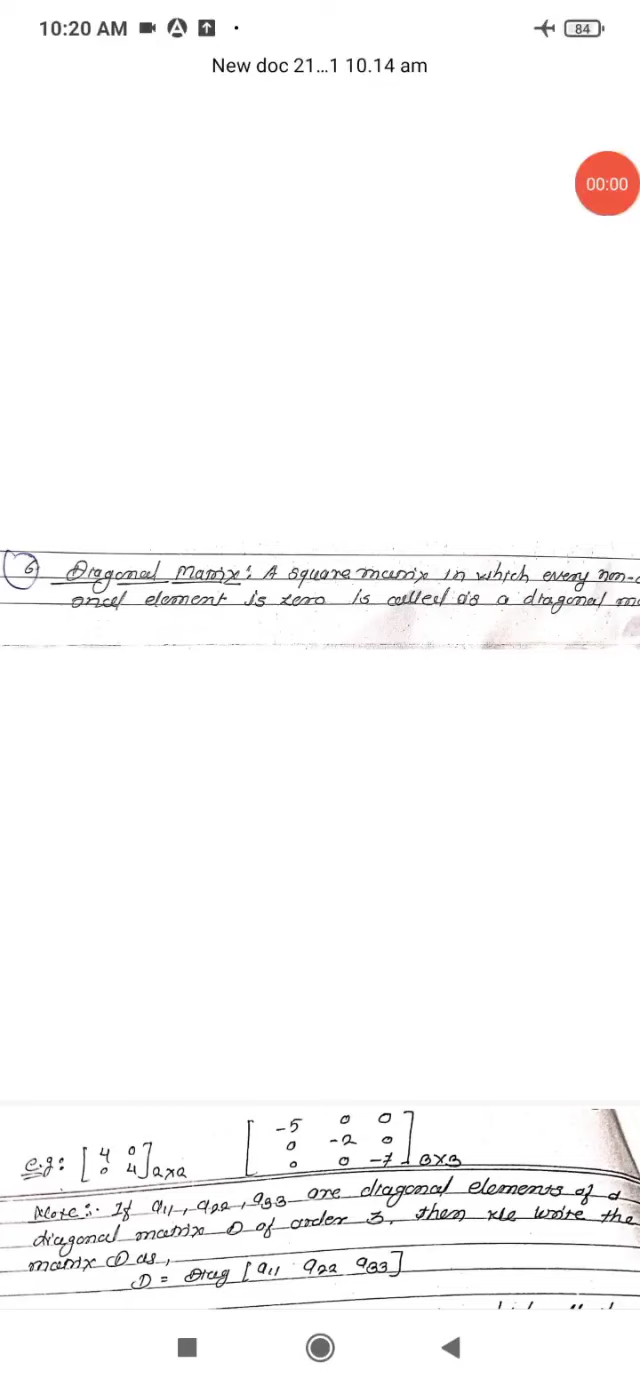 10:20 AM
84
New doc 21...1 10.14 am
00:00
6 Diagonal Matrix: A square matrix in which every non-
onal element is zero is called as a diagonal
e.g: [4 0 -5 0 0
0 4]2x2 0 -2 0
0 0 -7]3x3
Note:- If a11, a22, a33 are diagonal elements of a
diagonal matrix D of order 3, then we write the
matrix D as,
D = Diag [a11 a22 a33]